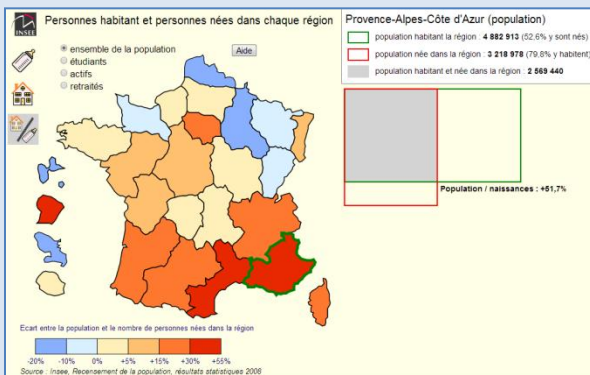 INSEE
Personnes habitant et personnes nées dans chaque région
ensemble de la population
étudiants
actifs
retraités
Aide
Ecart entre la population et le nombre de personnes nées dans la région
-20% -10% 0% +5% +15% +30% +55%
Source : Insee, Recensement de la population, résultats statistiques 2008
Provence-Alpes-Côte d'Azur (population)
population habitant la région : 4 882 913 (52,6% y sont nés)
population née dans la région : 3 218 978 (79,8% y habitent)
population habitant et née dans la région : 2 569 440
Population / naissances : +51,7%